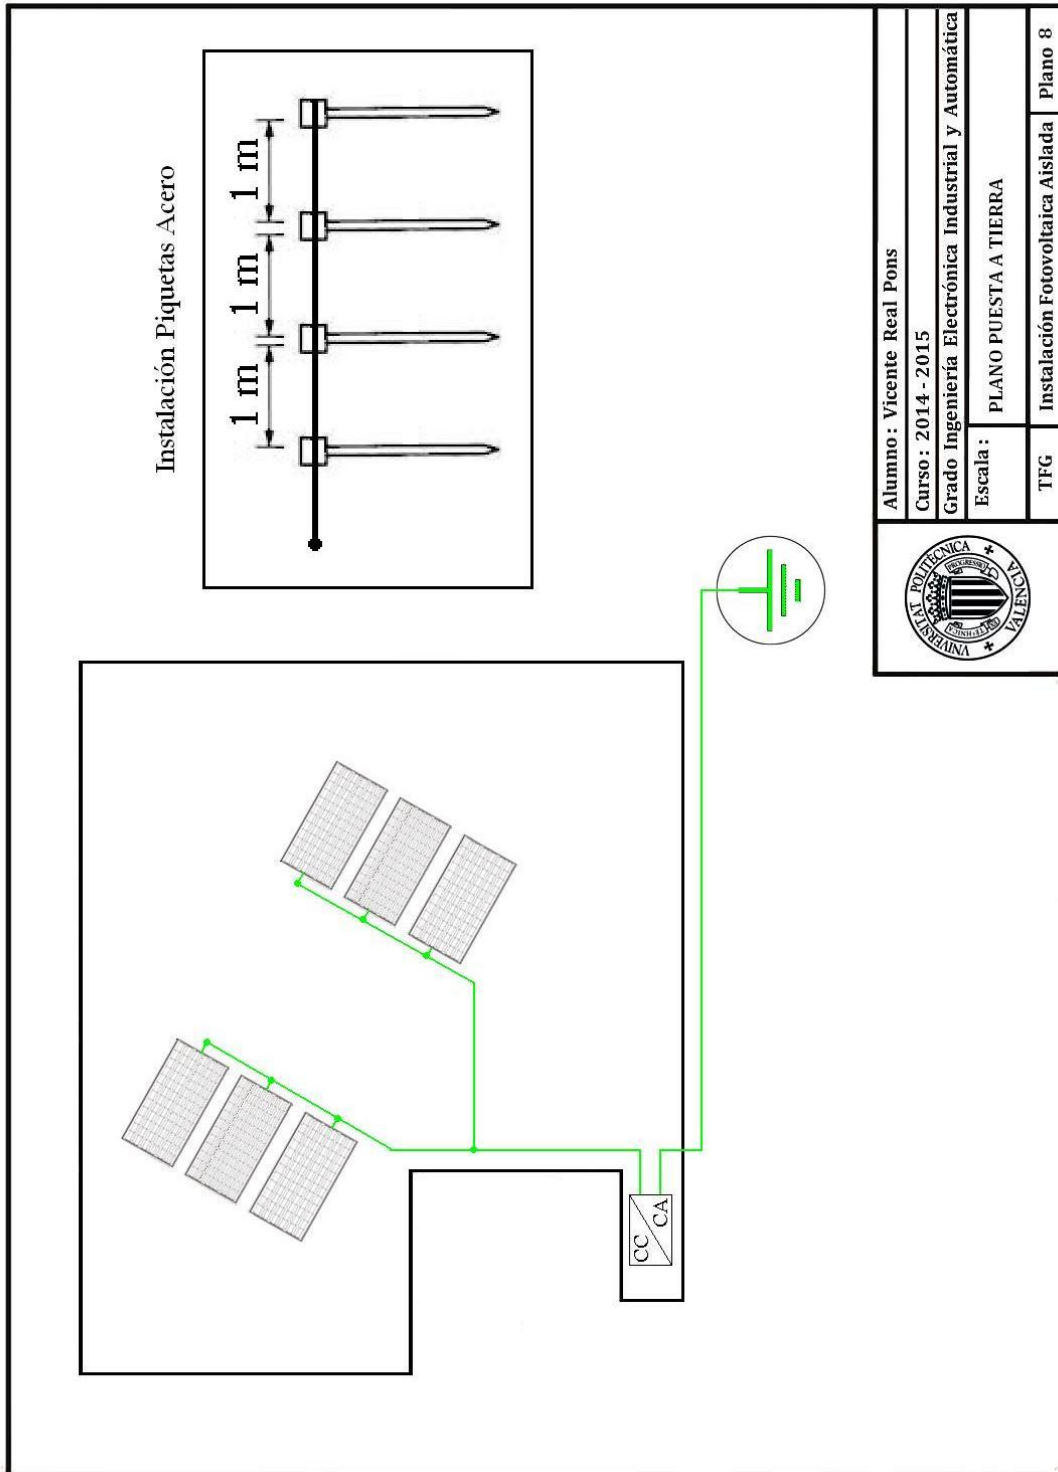 Instalación Piquetas Acero
1 m
1 m
1 m
CC
CA
UNIVERSITAT POLITÈCNICA
VALENCIA
Alumno: Vicente Real Pons
Curso: 2014 - 2015
Grado Ingeniería Electrónica Industrial y Automática
Escala:
PLANO PUESTA A TIERRA
TFG
Instalación Fotovoltaica Aislada
Plano 8